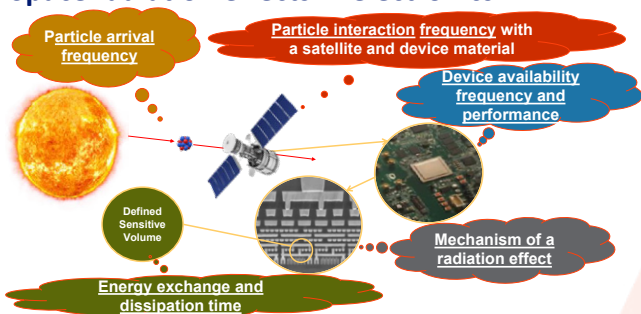 Particle arrival
frequency
Particle interaction frequency with
a satellite and device material
Device availability
frequency and
performance
Defined
Sensitive
Volume
Mechanism of a
radiation effect
Energy exchange and
dissipation time